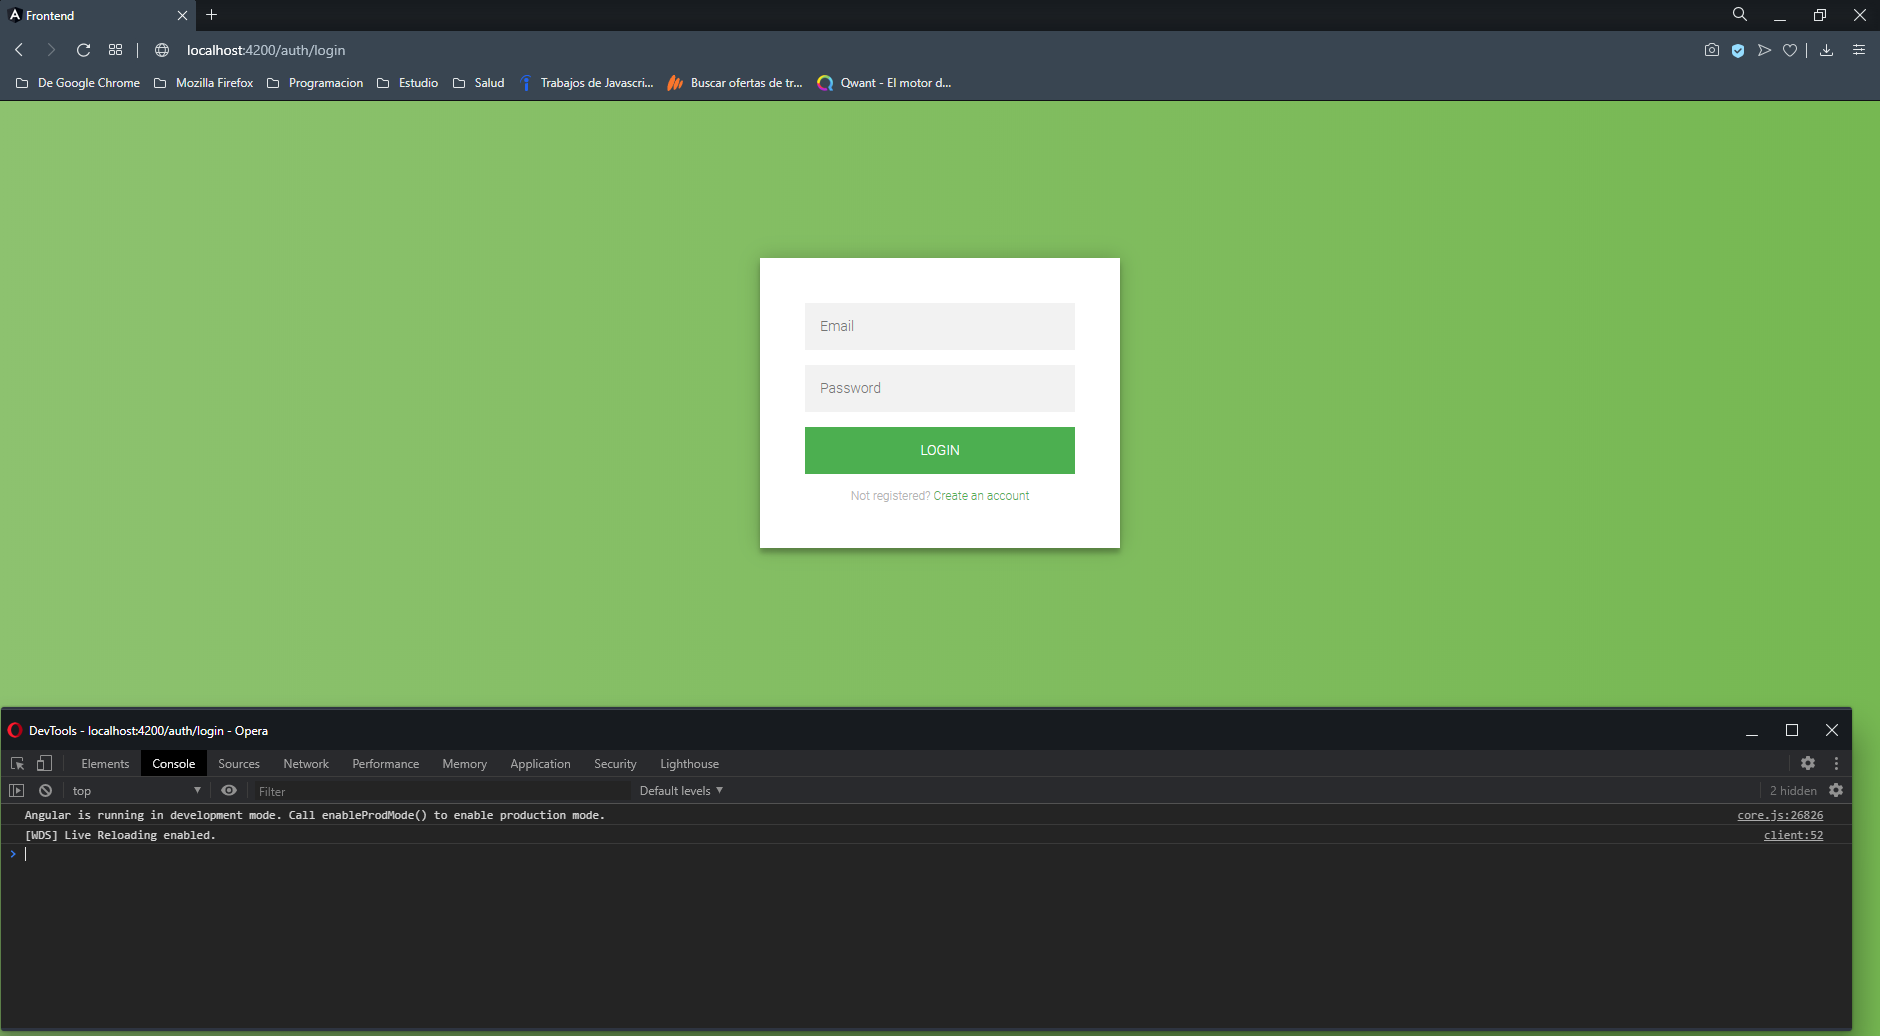 Frontend
localhost:4200/auth/login
De Google Chrome Mozilla Firefox Programacion Estudio Salud Trabajos de Javascri... Buscar ofertas de tr... Qwant - El motor d...
Email
Password
LOGIN
Not registered? Create an account
DevTools - localhost:4200/auth/login - Opera
Elements Console Sources Network Performance Memory Application Security Lighthouse
top Filter Default levels 2 hidden
Angular is running in development mode. Call enableProdMode() to enable production mode. core.js:26826
[WDS] Live Reloading enabled. client:52